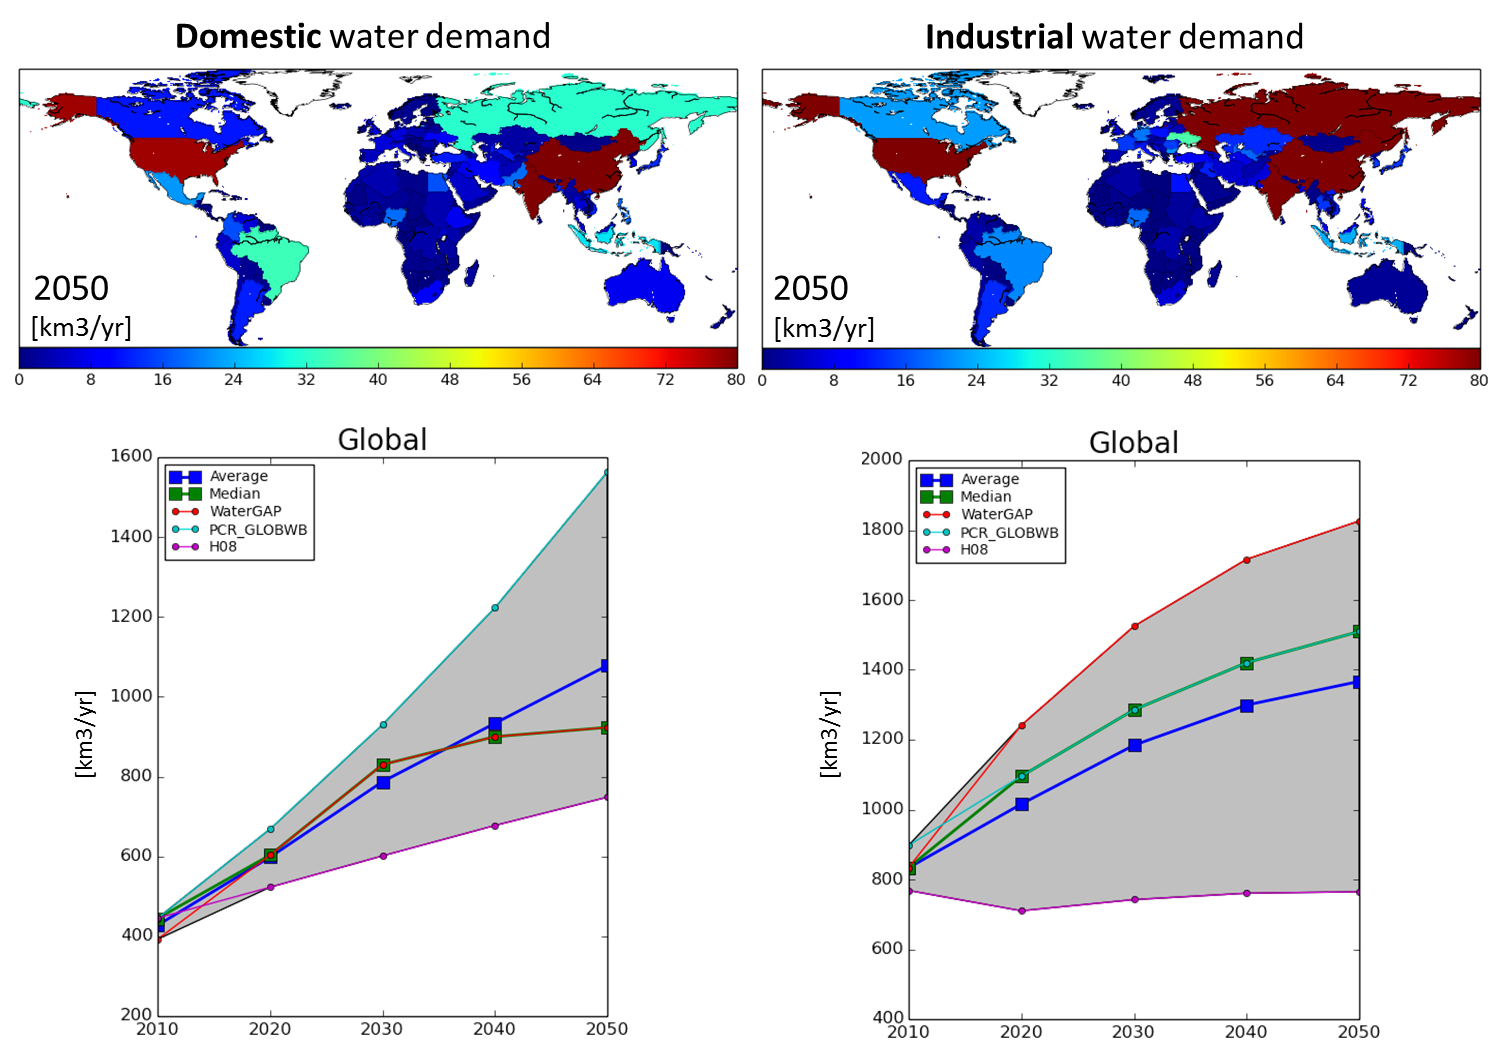 Domestic water demand
Industrial water demand
2050
[km3/yr]
2050
[km3/yr]
0 8 16 24 32 40 48 56 64 72 80
0 8 16 24 32 40 48 56 64 72 80
Global
1600
1400
1200
1000
800
600
400
200
[km3/yr]
Average
Median
WaterGAP
PCR_GLOBWB
H08
2010 2020 2030 2040 2050
Global
2000
1800
1600
1400
1200
1000
800
600
400
[km3/yr]
Average
Median
WaterGAP
PCR_GLOBWB
H08
2010 2020 2030 2040 2050